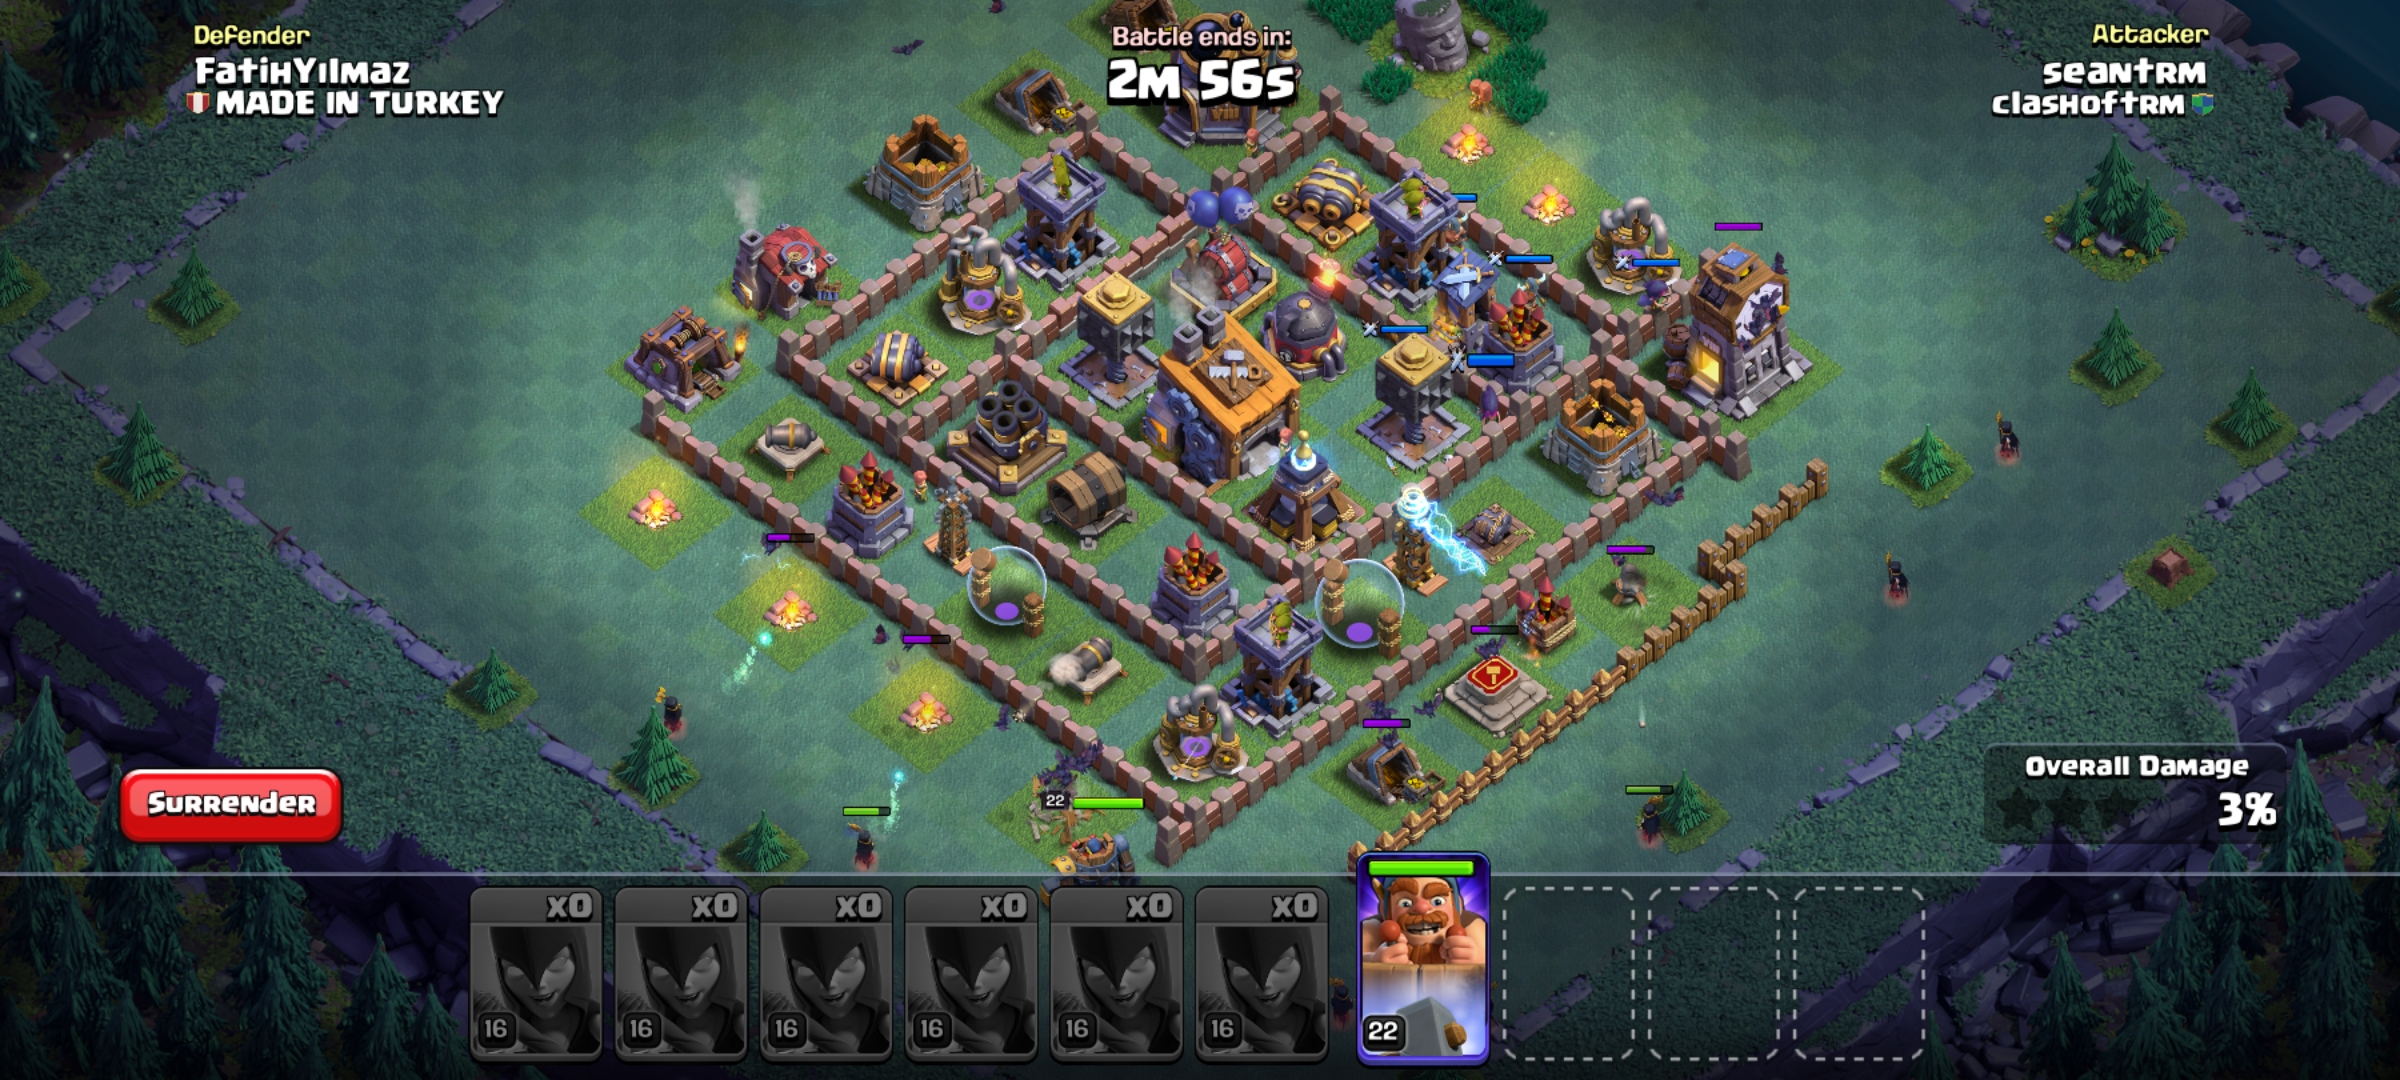 Defender
FatihYılmaz
MADE IN TURKEY
Battle ends in:
2m 56s
Attacker
seantrm
clashoftrm
Surrender
22
Overall Damage
3%
x0
x0
x0
x0
x0
x0
16
16
16
16
16
16
22